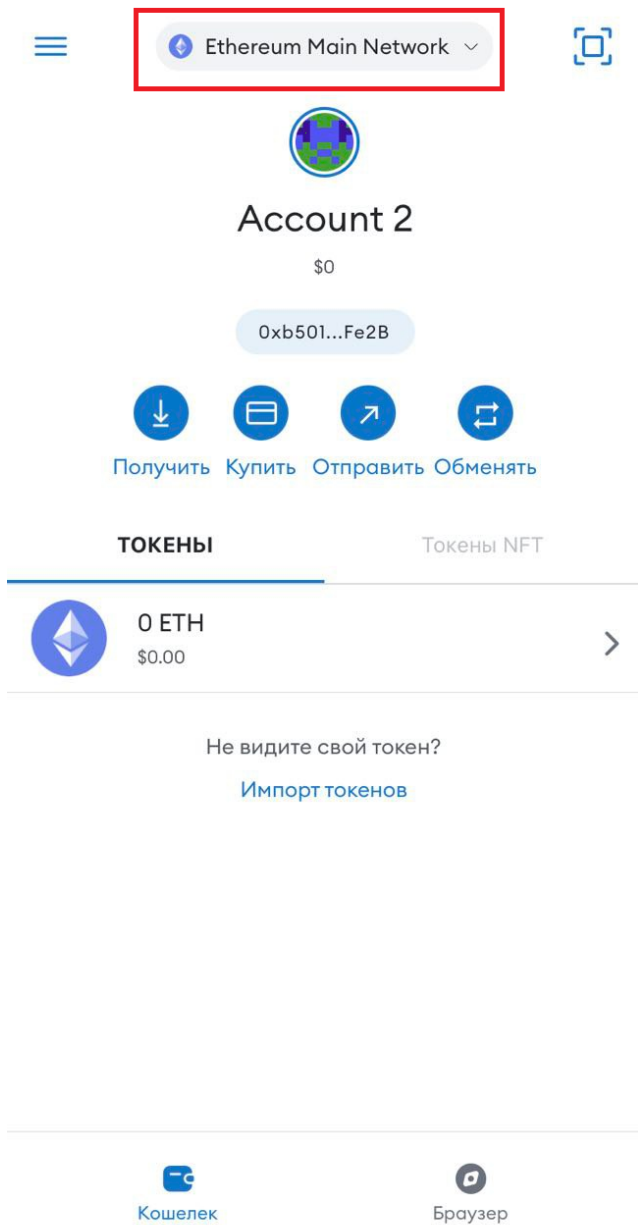 Ethereum Main Network
Account 2
$0
0xb501...Fe2B
Получить Купить Отправить Обменять
ТОКЕНЫ Токены NFT
0 ETH
$0.00
Не видите свой токен?
Импорт токенов
Кошелек Браузер